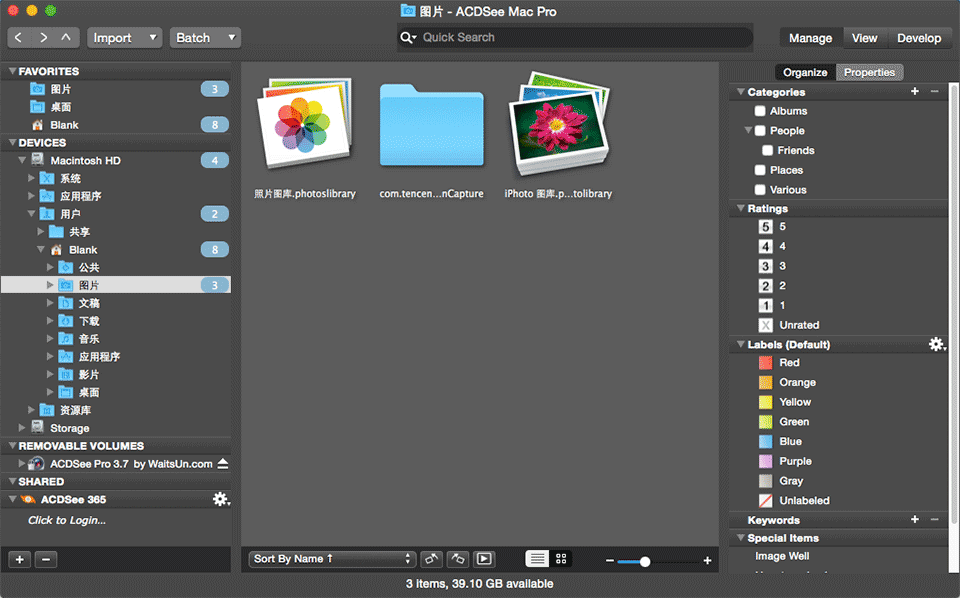 图片 - ACDSee Mac Pro
Import
Batch
Quick Search
Manage
View
Develop
FAVORITES
图片 3
桌面
Blank 8
DEVICES
Macintosh HD 4
系统
应用程序
用户 2
共享
Blank 8
公共
图片 3
文稿
下载
音乐
应用程序
影片
桌面
资源库
Storage
REMOVABLE VOLUMES
ACDSee Pro 3.7 by WaitsUn.com
SHARED
ACDSee 365
Click to Login...
照片图库.photoslibrary
com.tencen...nCapture
iPhoto 图库.p...tolibrary
Sort By Name ↑
3 items, 39.10 GB available
Organize
Properties
Categories
Albums
People
Friends
Places
Various
Ratings
5 5
4 4
3 3
2 2
1 1
X Unrated
Labels (Default)
Red
Orange
Yellow
Green
Blue
Purple
Gray
Unlabeled
Keywords
Special Items
Image Well